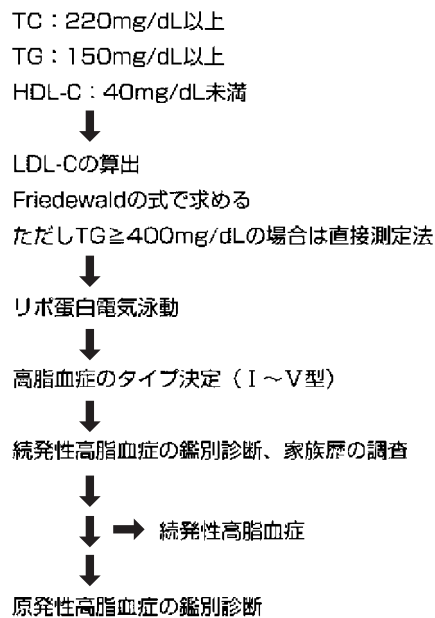 TC：220mg/dL以上
TG：150mg/dL以上
HDL-C：40mg/dL未満
LDL-Cの算出
Friedewaldの式で求める
ただしTG≧400mg/dLの場合は直接測定法
リポ蛋白電気泳動
高脂血症のタイプ決定（Ⅰ～Ⅴ型）
続発性高脂血症の鑑別診断、家族歴の調査
続発性高脂血症
原発性高脂血症の鑑別診断